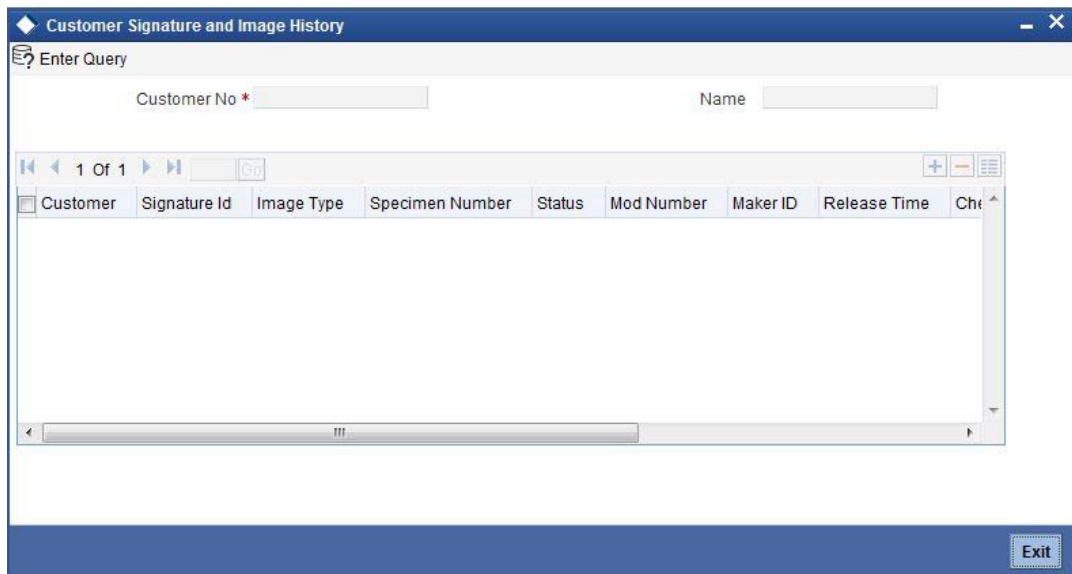 Customer Signature and Image History
Enter Query
Customer No * Name
1 Of 1 Go
Customer Signature Id Image Type Specimen Number Status Mod Number Maker ID Release Time Che
Exit